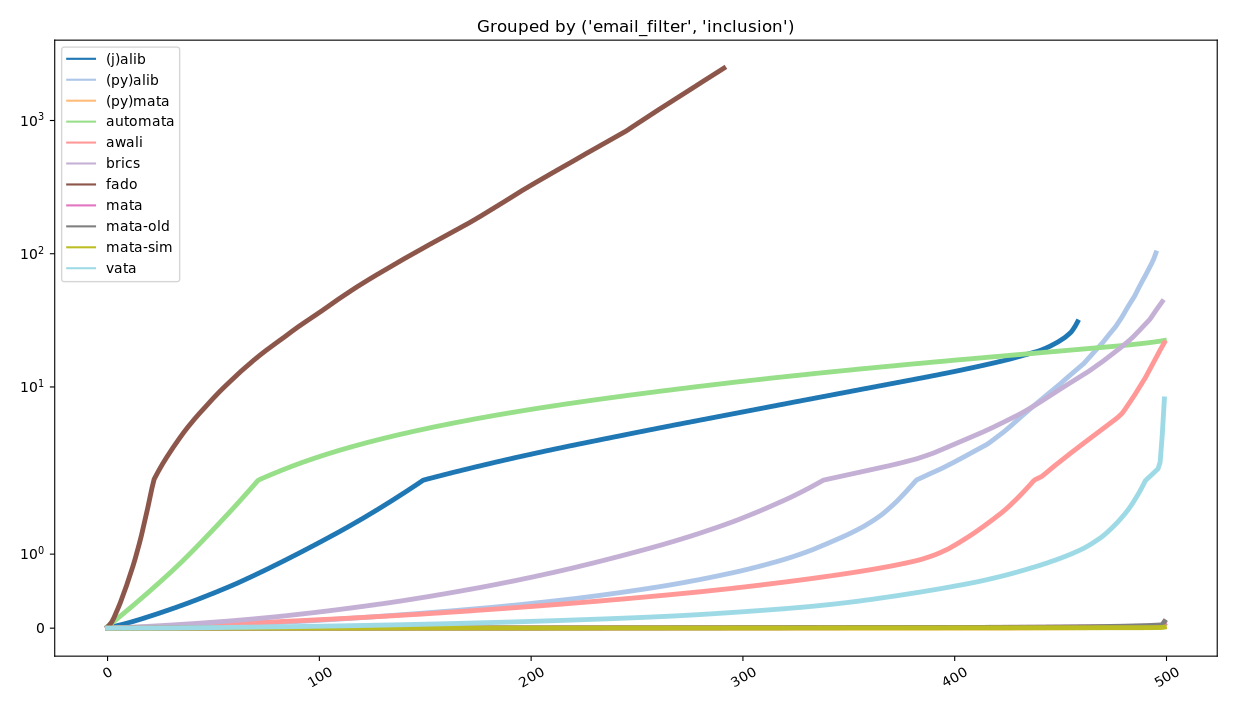 Grouped by ('email_filter', 'inclusion')
(j)alib
(py)alib
(py)mata
automata
awali
brics
fado
mata
mata-old
mata-sim
vata
10³
10²
10¹
10⁰
0
0
100
200
300
400
500